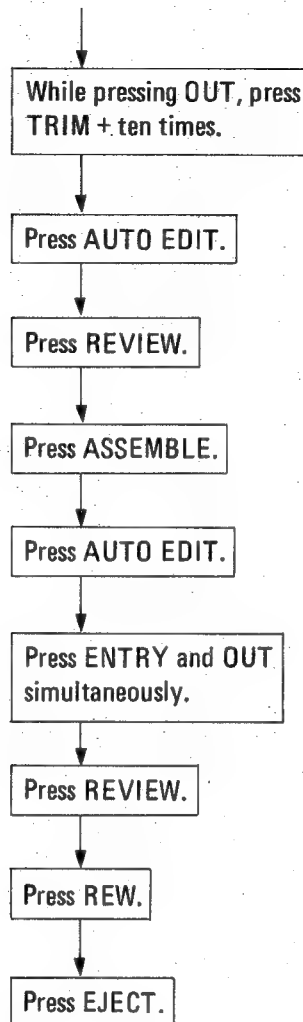 While pressing OUT, press
TRIM + ten times.
Press AUTO EDIT.
Press REVIEW.
Press ASSEMBLE.
Press AUTO EDIT.
Press ENTRY and OUT
simultaneously.
Press REVIEW.
Press REW.
Press EJECT.